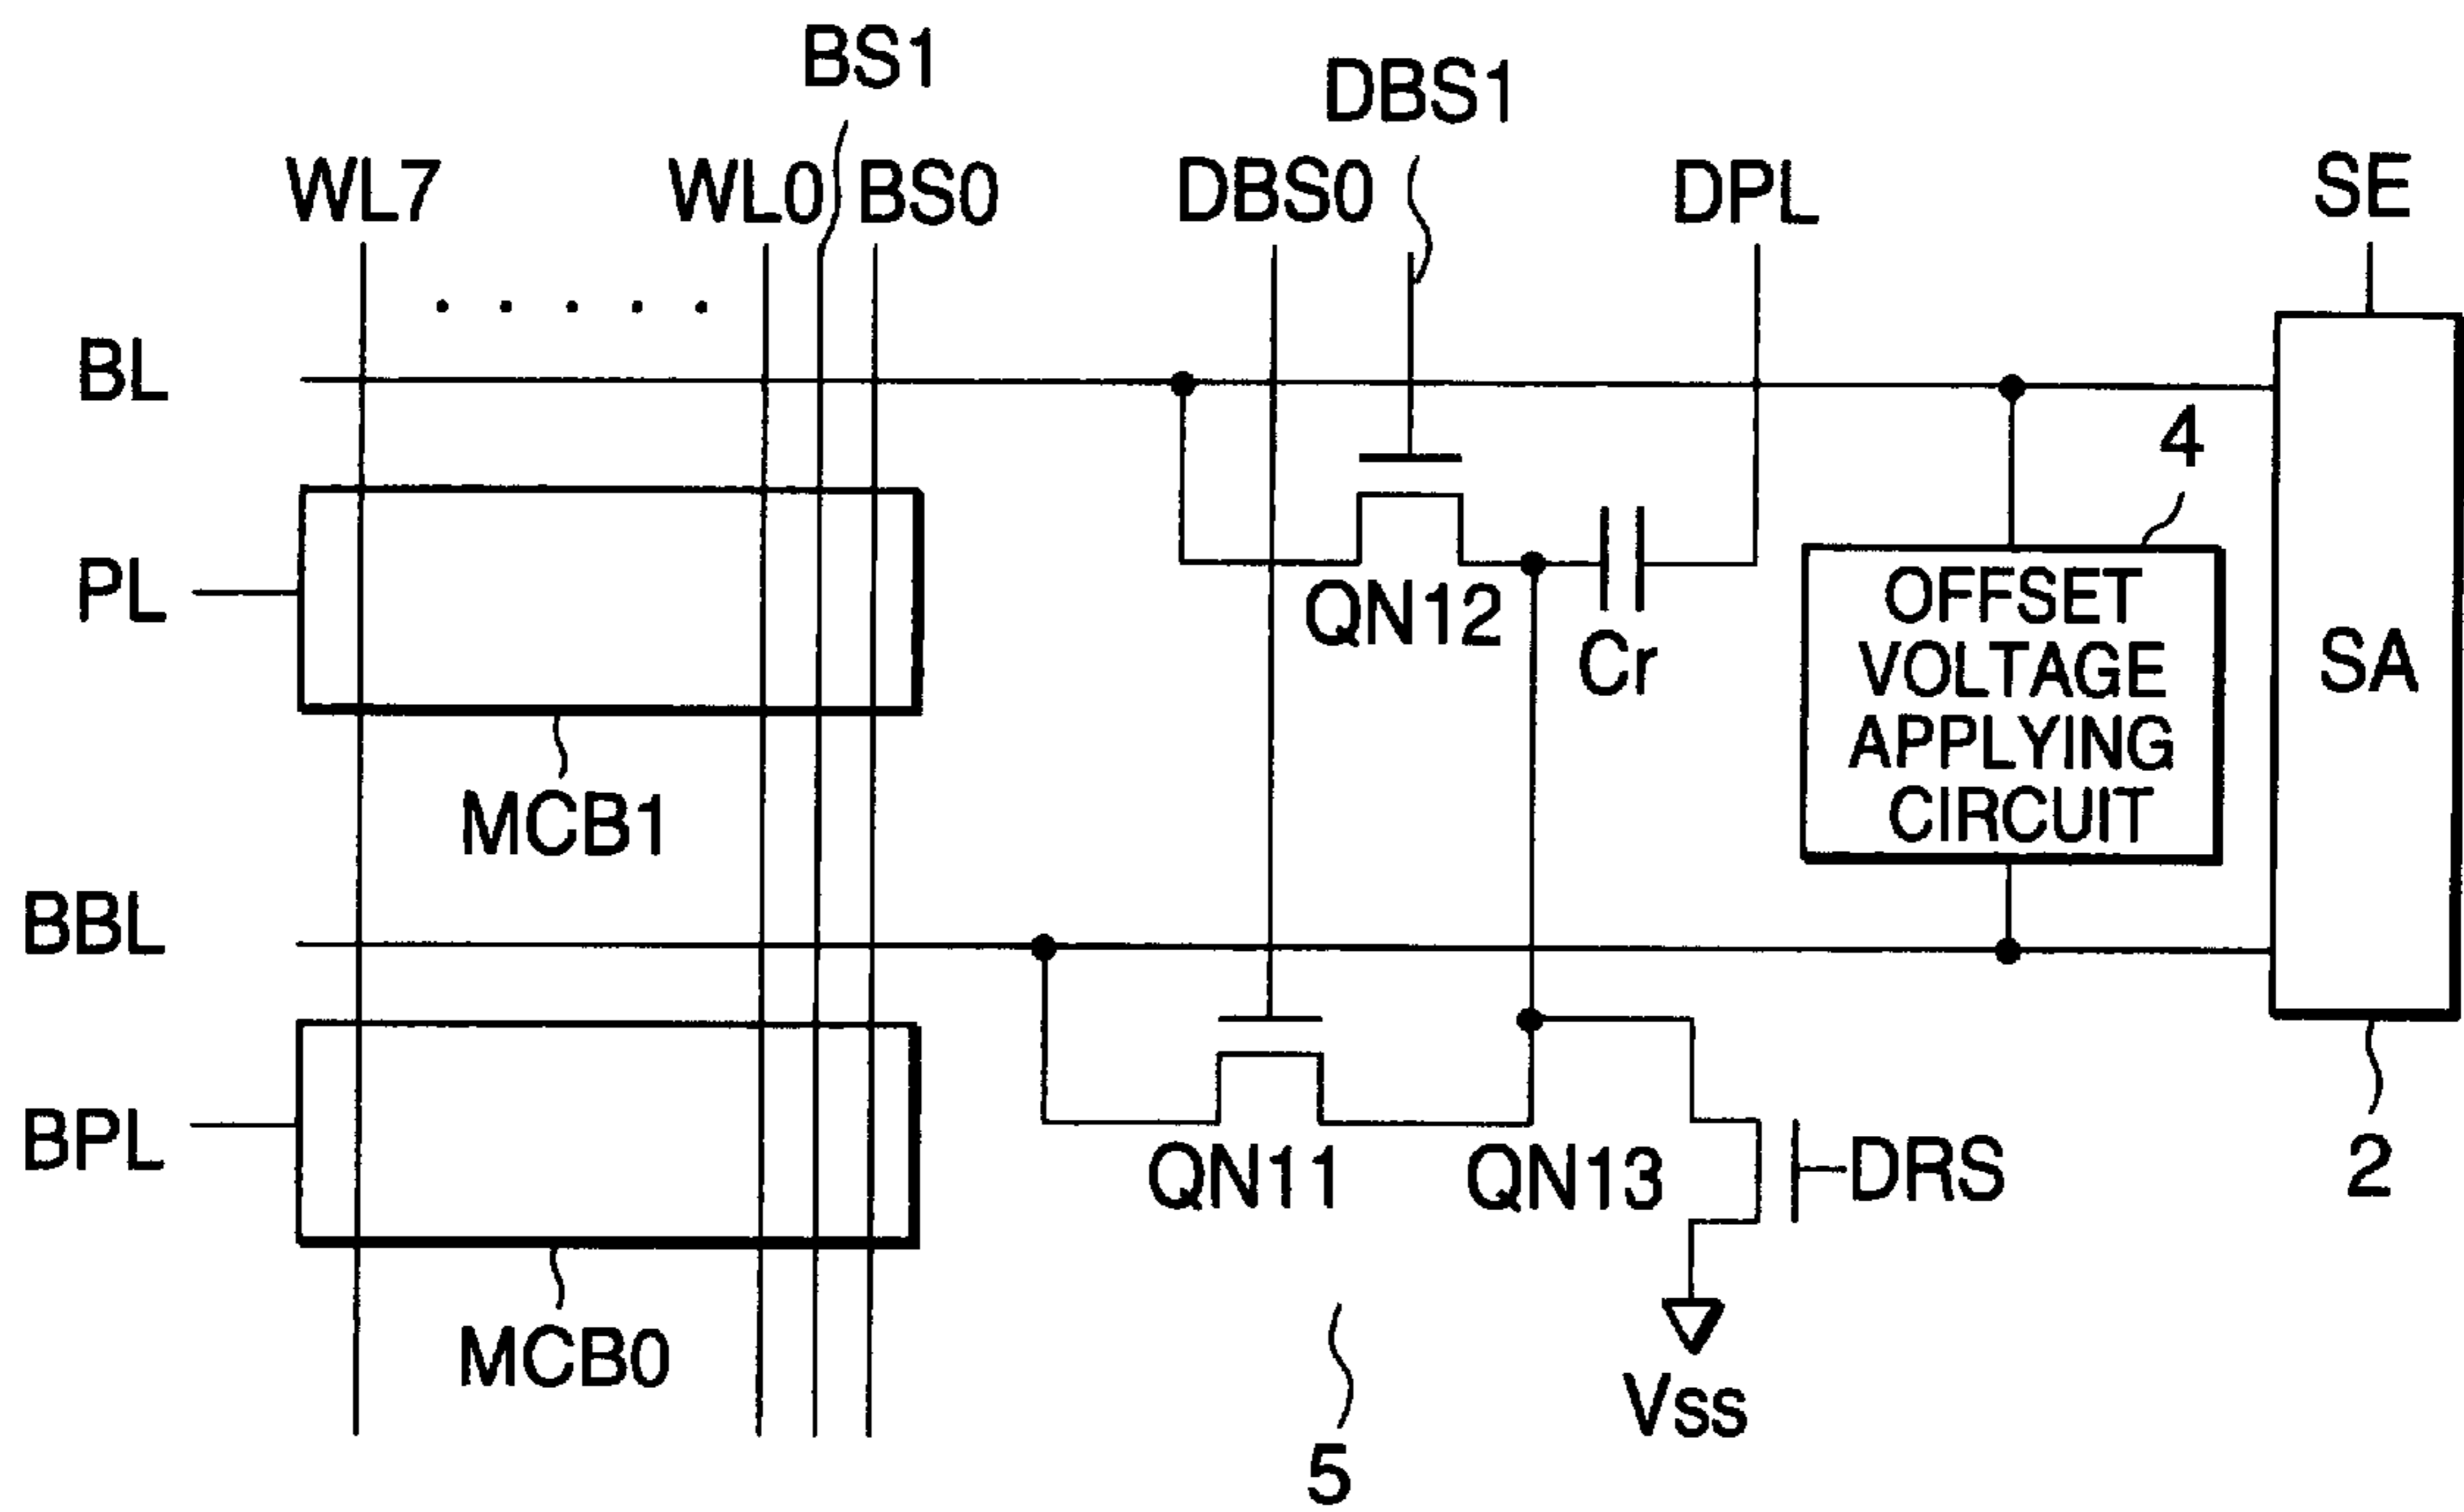 BS1
DBS1
WL7
WL0
BS0
DBS0
DPL
SE
BL
4
PL
QN12
Cr
OFFSET
VOLTAGE
APPLYING
CIRCUIT
SA
MCB1
BBL
BPL
QN11
QN13
DRS
2
MCB0
Vss
5